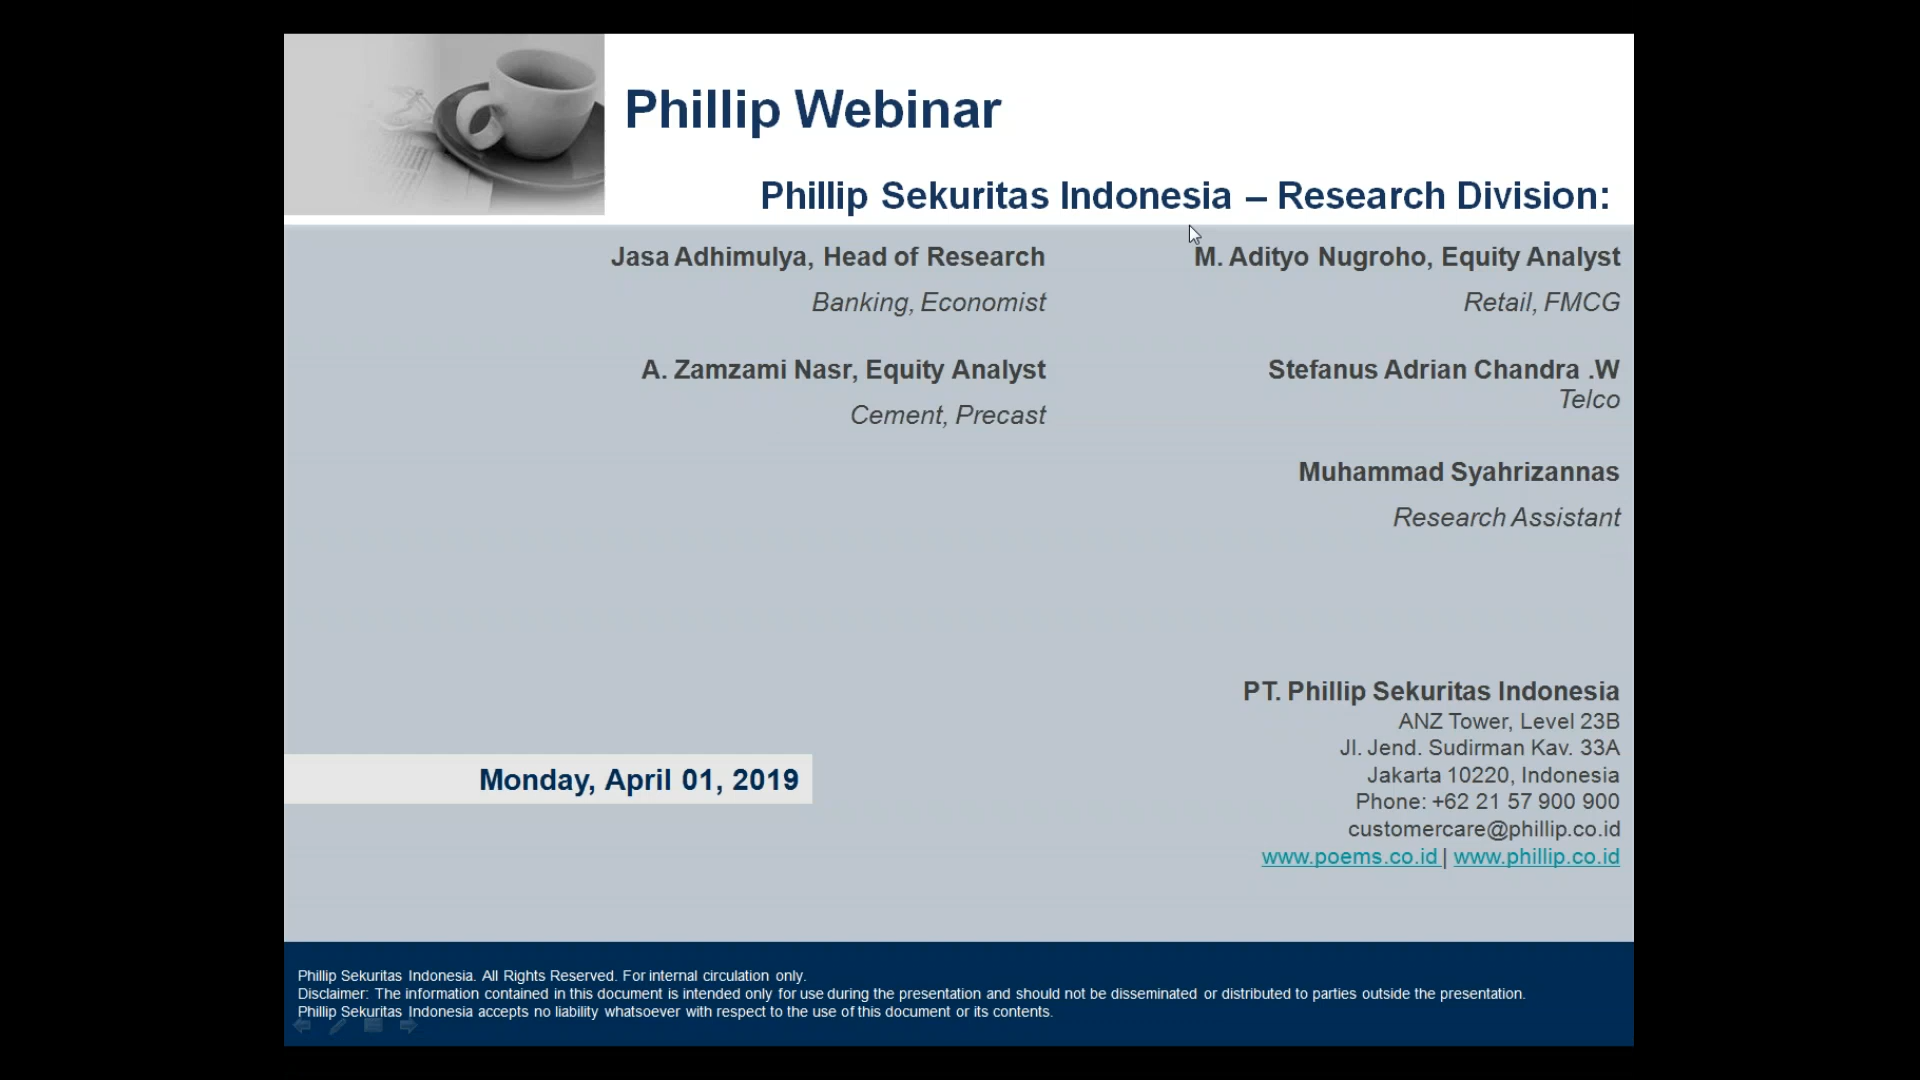 Phillip Webinar
Phillip Sekuritas Indonesia – Research Division:
Jasa Adhimulya, Head of Research
Banking, Economist
A. Zamzami Nasr, Equity Analyst
Cement, Precast
M. Adityo Nugroho, Equity Analyst
Retail, FMCG
Stefanus Adrian Chandra .W
Telco
Muhammad Syahrizannas
Research Assistant
PT. Phillip Sekuritas Indonesia
ANZ Tower, Level 23B
Jl. Jend. Sudirman Kav. 33A
Jakarta 10220, Indonesia
Phone: +62 21 57 900 900
customercare@phillip.co.id
www.poems.co.id | www.phillip.co.id
Monday, April 01, 2019
Phillip Sekuritas Indonesia. All Rights Reserved. For internal circulation only.
Disclaimer: The information contained in this document is intended only for use during the presentation and should not be disseminated or distributed to parties outside the presentation.
Phillip Sekuritas Indonesia accepts no liability whatsoever with respect to the use of this document or its contents.